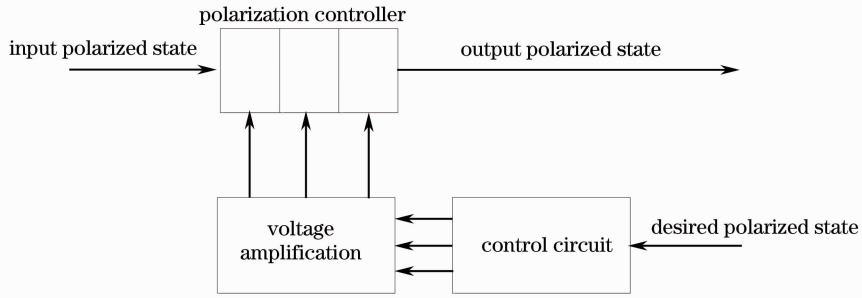 polarization controller
input polarized state
output polarized state
voltage
amplification
control circuit
desired polarized state